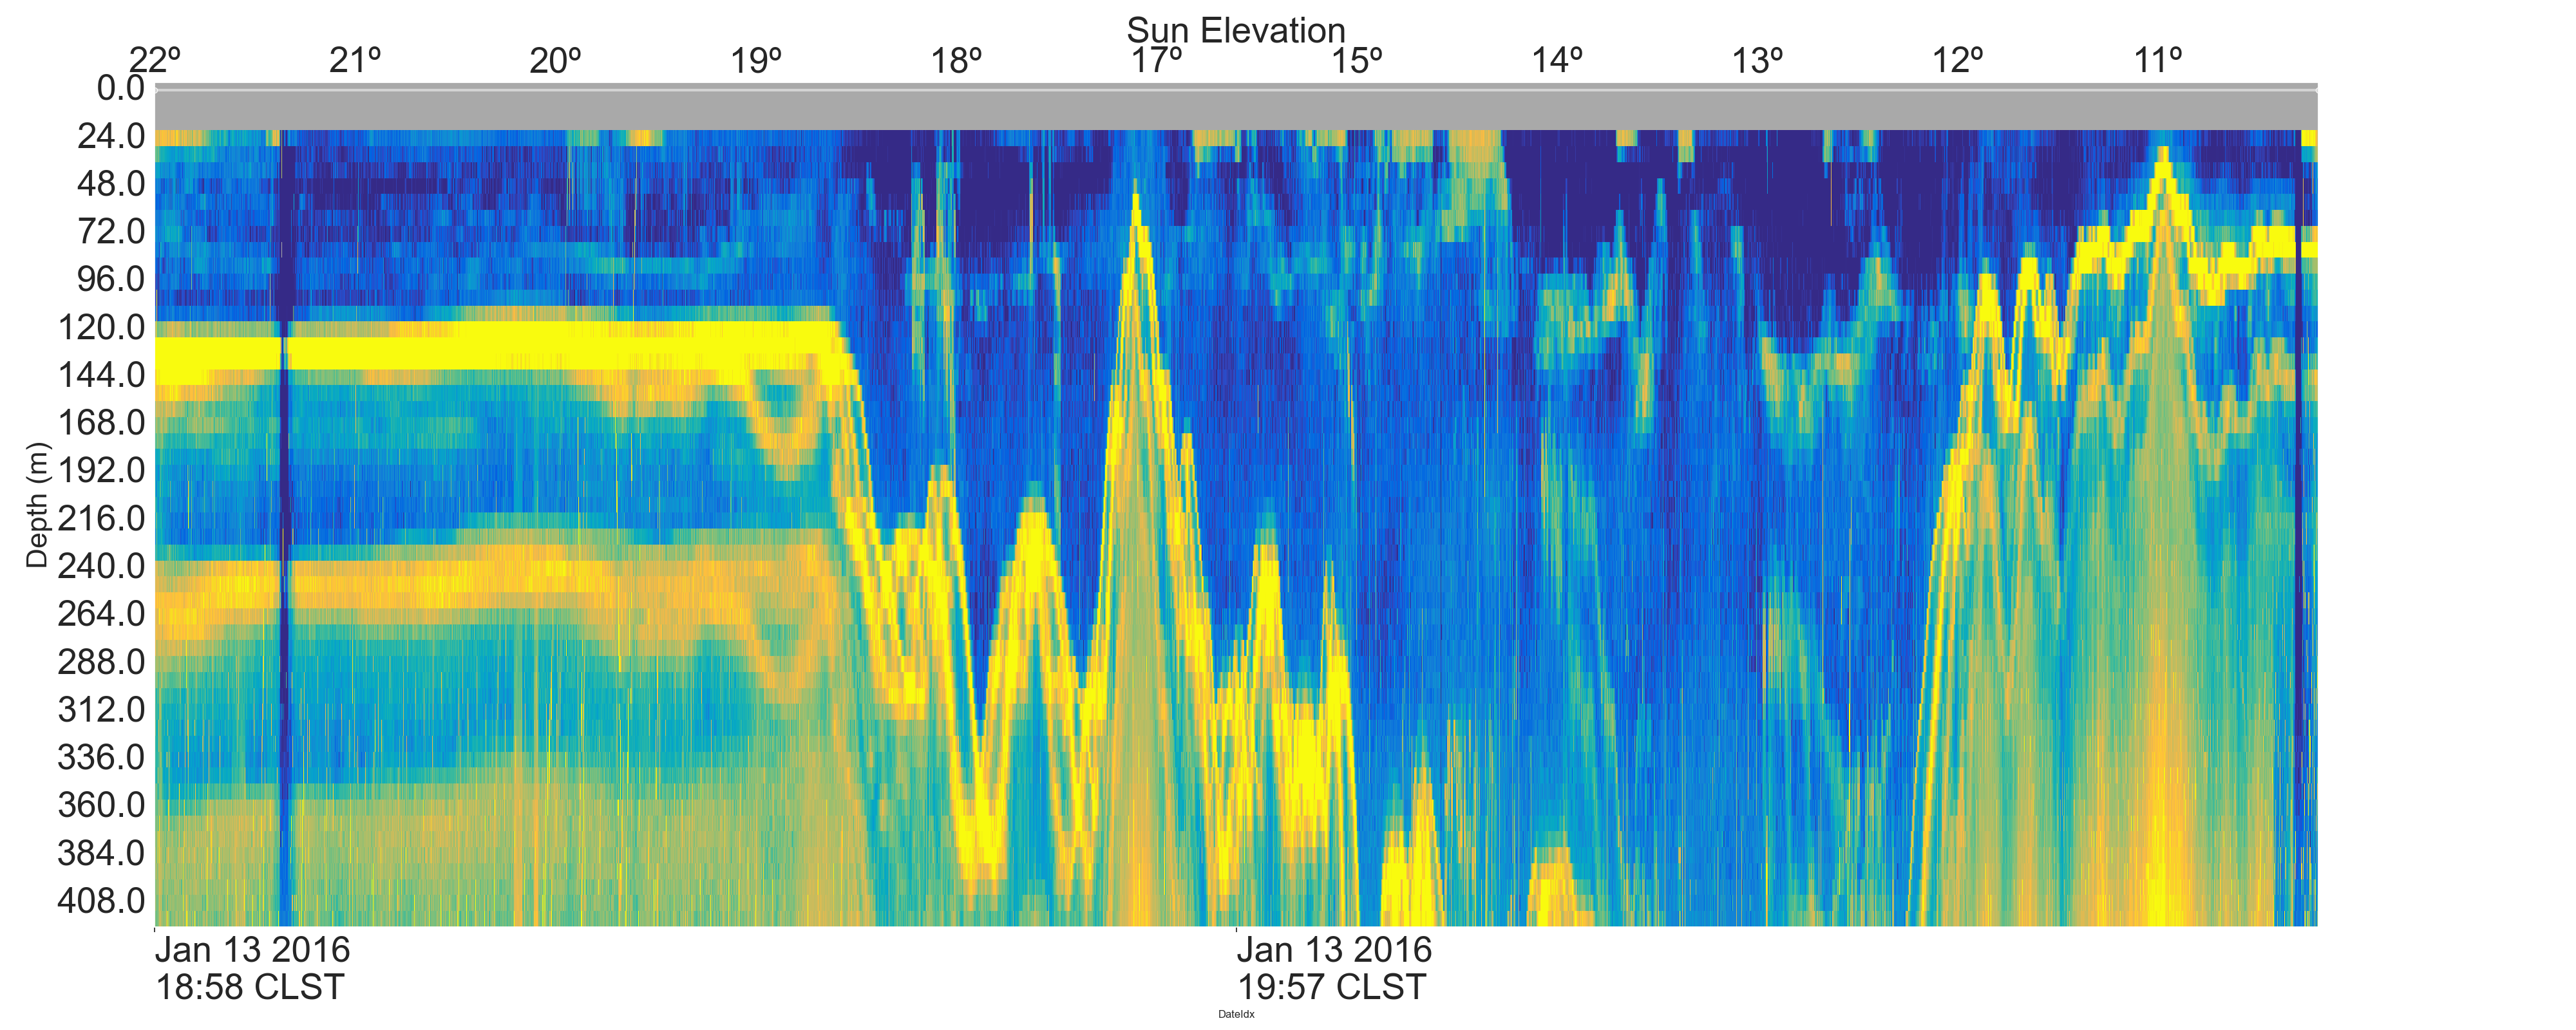 Sun Elevation
22º 21º 20º 19º 18º 17º 15º 14º 13º 12º 11º
0.0
24.0
48.0
72.0
96.0
120.0
144.0
168.0
192.0
216.0
240.0
264.0
288.0
312.0
336.0
360.0
384.0
408.0
Depth (m)
Jan 13 2016
18:58 CLST
Jan 13 2016
19:57 CLST
DateIdx